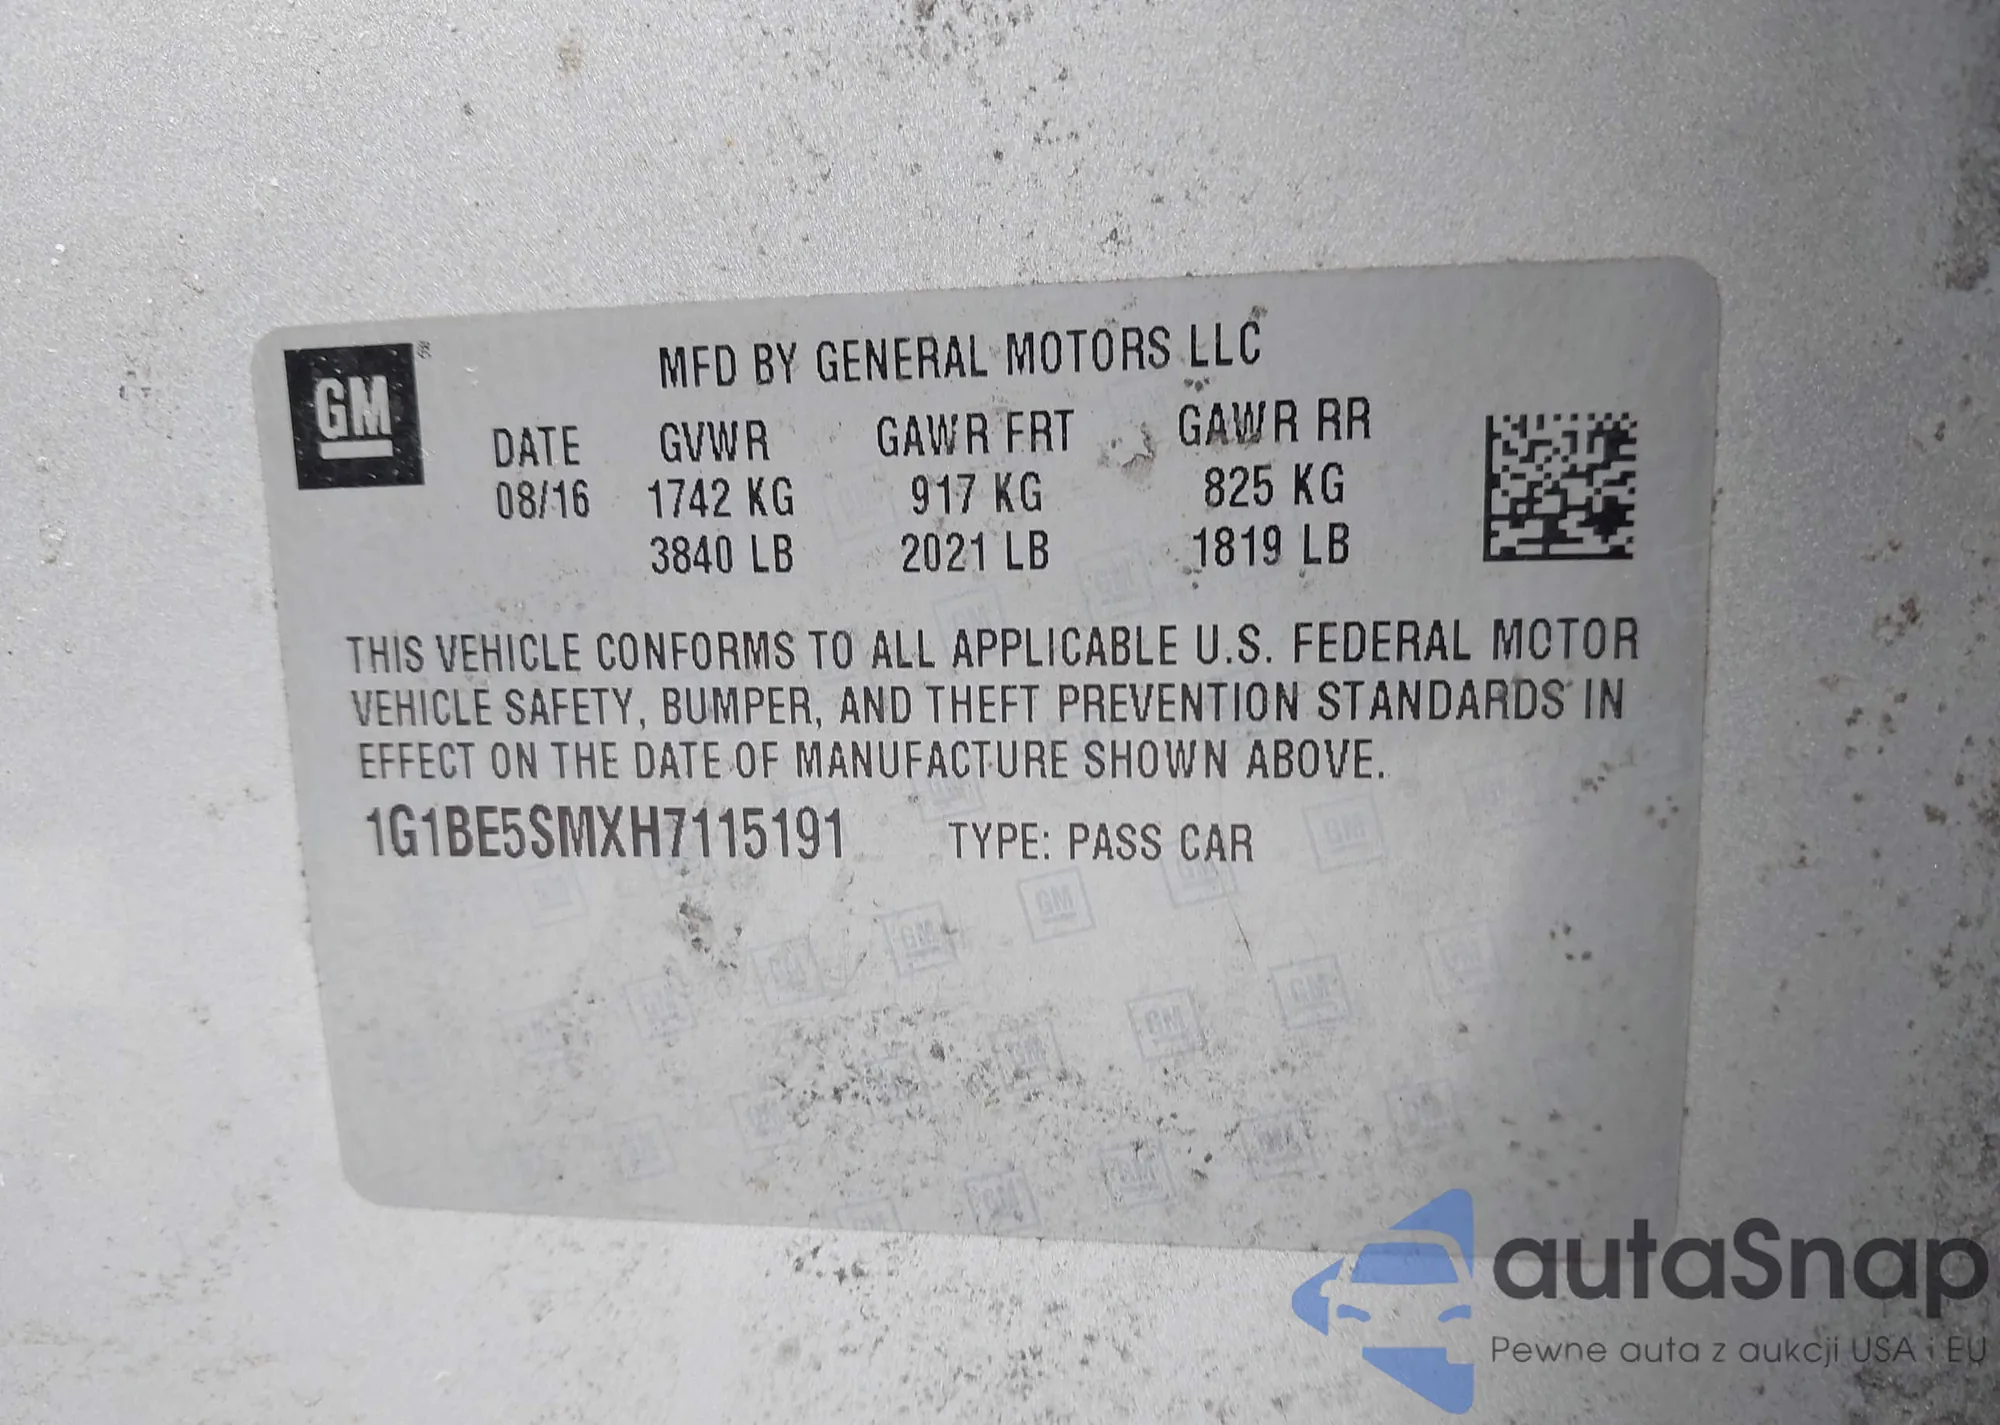 GM
MFD BY GENERAL MOTORS LLC
DATE GVWR GAWR FRT GAWR RR
08/16 1742 KG 917 KG 825 KG
3840 LB 2021 LB 1819 LB
THIS VEHICLE CONFORMS TO ALL APPLICABLE U.S. FEDERAL MOTOR
VEHICLE SAFETY, BUMPER, AND THEFT PREVENTION STANDARDS IN
EFFECT ON THE DATE OF MANUFACTURE SHOWN ABOVE.
1G1BE5SMXH7115191 TYPE: PASS CAR
autaSnap
Pewne auta z aukcji USA i EU